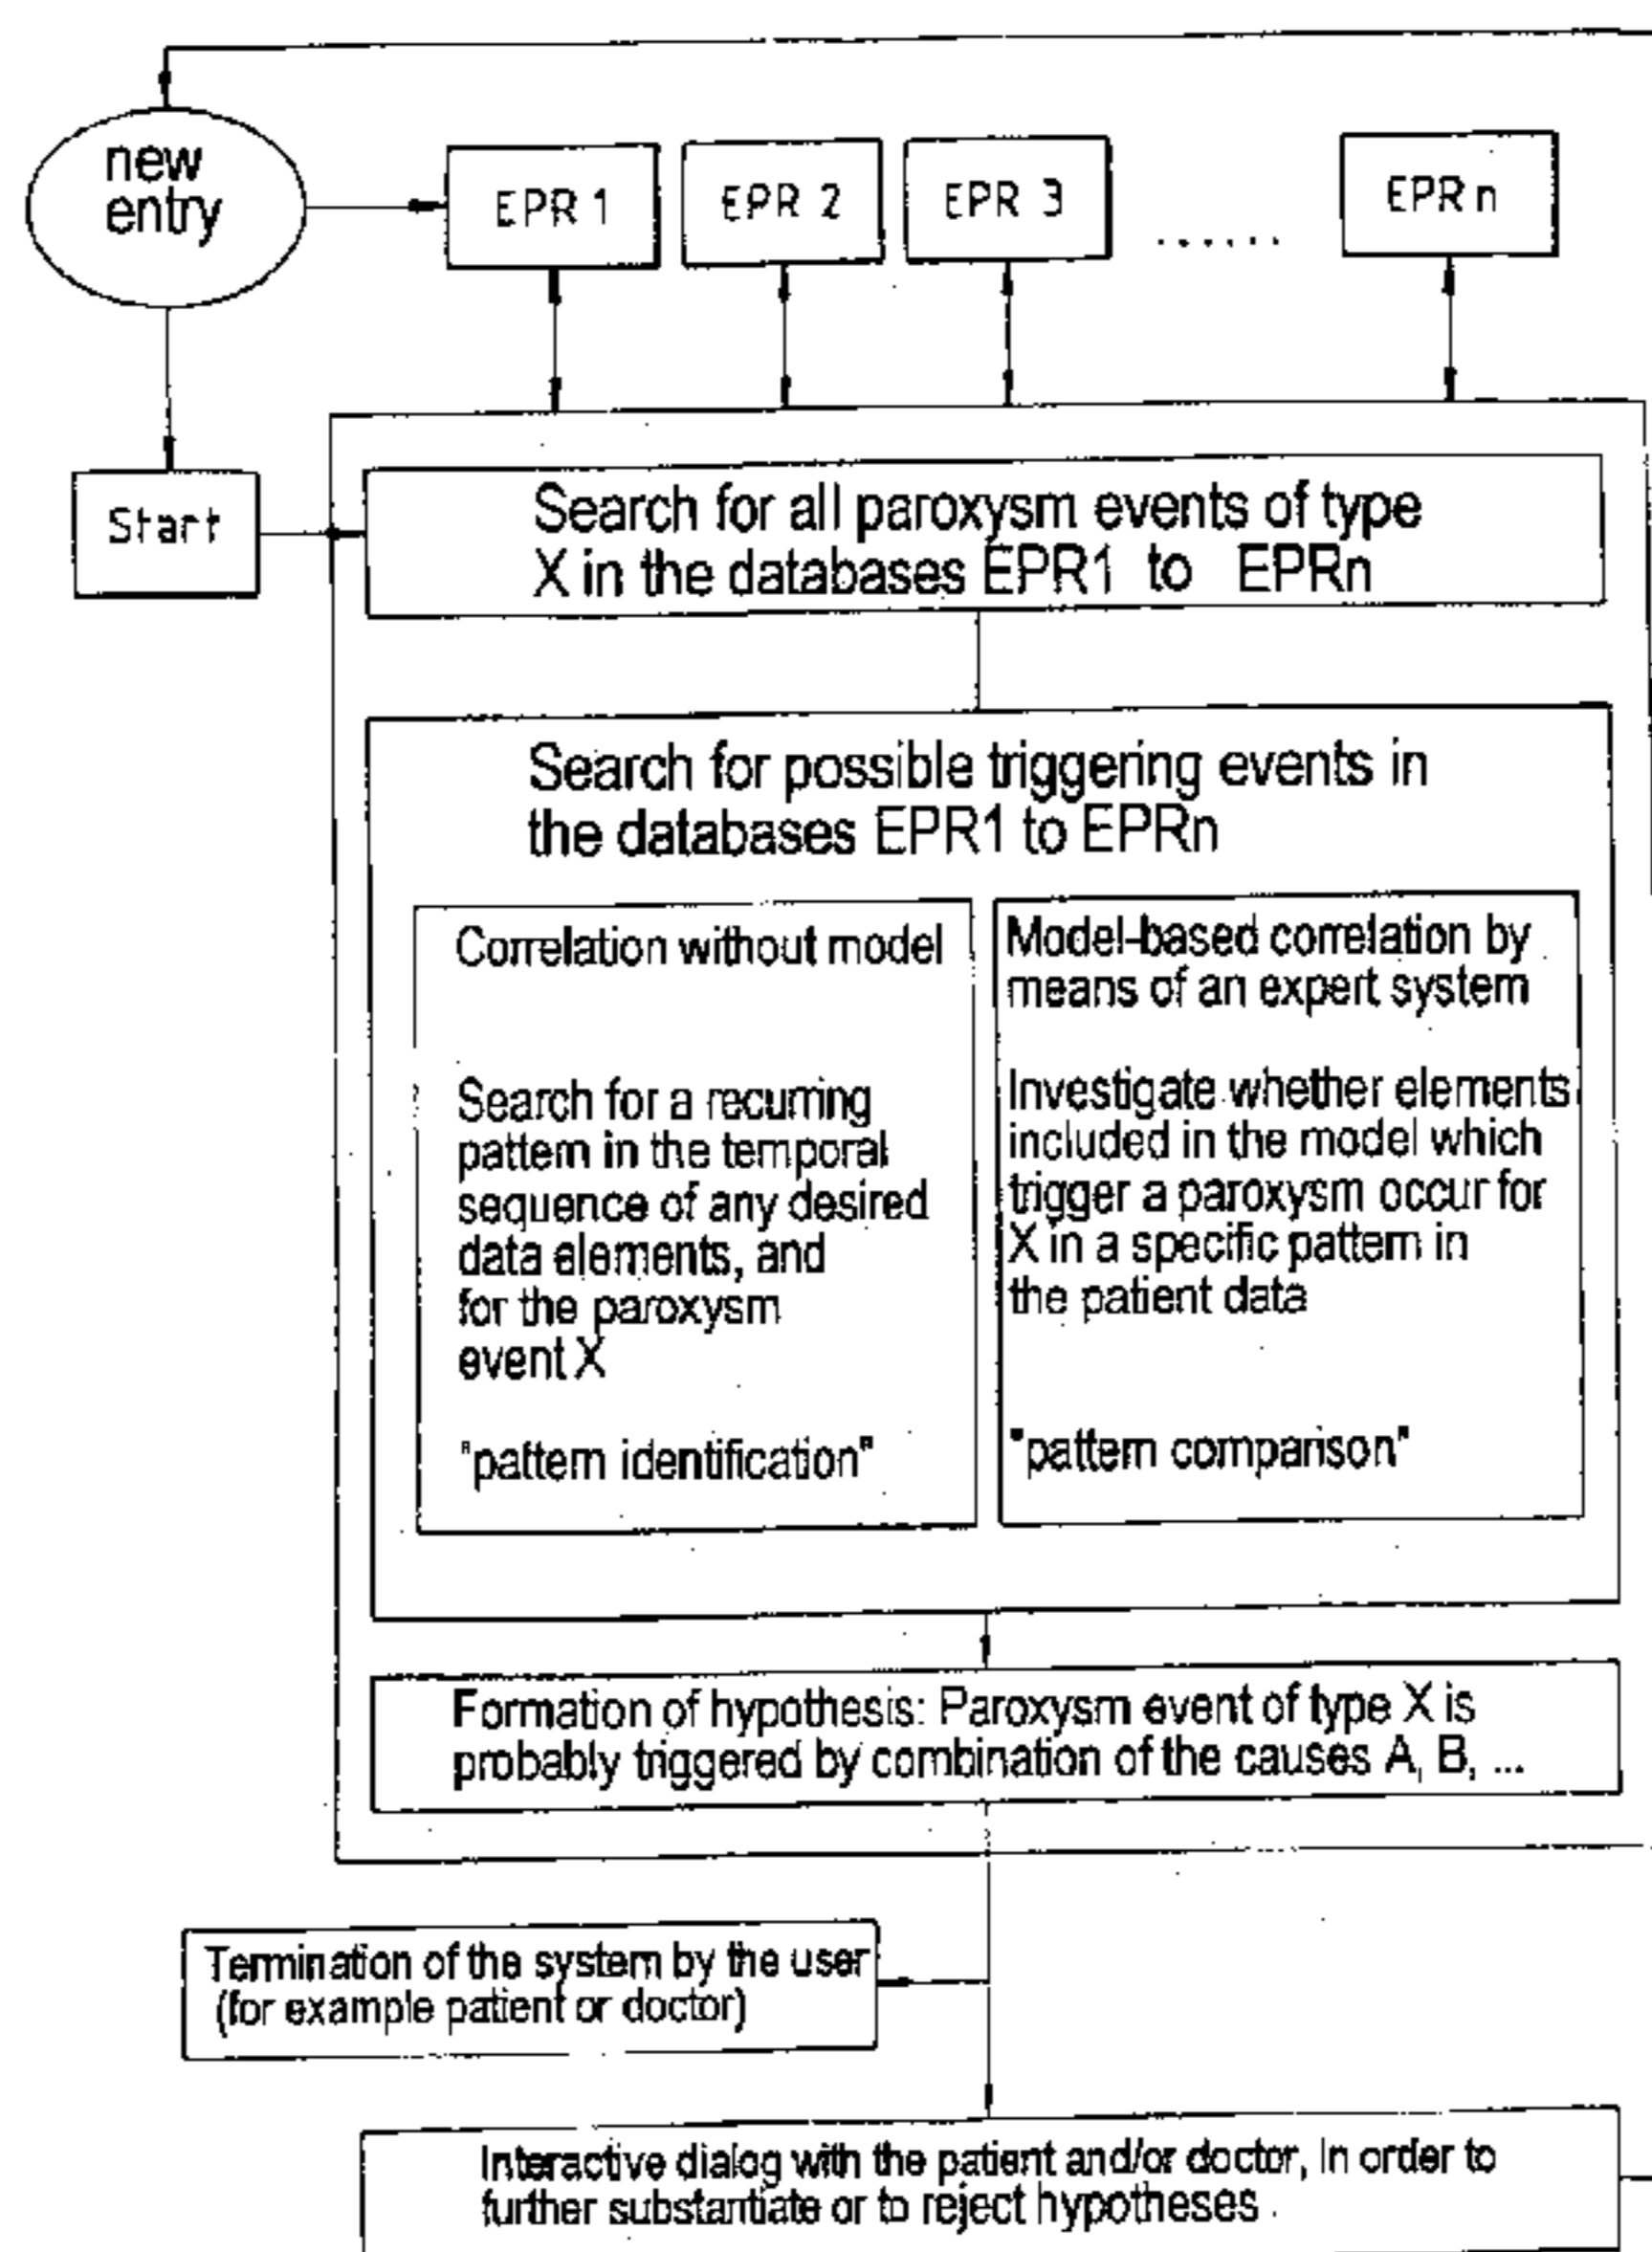 new
entry
EPR 1
EPR 2
EPR 3
......
EPR n
Start
Search for all paroxysm events of type
X in the databases EPR1 to EPRn
Search for possible triggering events in
the databases EPR1 to EPRn
Correlation without model
Search for a recurring
pattern in the temporal
sequence of any desired
data elements, and
for the paroxysm
event X
"pattern identification"
Model-based correlation by
means of an expert system
Investigate whether elements
included in the model which
trigger a paroxysm occur for
X in a specific pattern in
the patient data
"pattern comparison"
Formation of hypothesis: Paroxysm event of type X is
probably triggered by combination of the causes A, B, ...
Termination of the system by the user
(for example patient or doctor)
Interactive dialog with the patient and/or doctor, in order to
further substantiate or to reject hypotheses